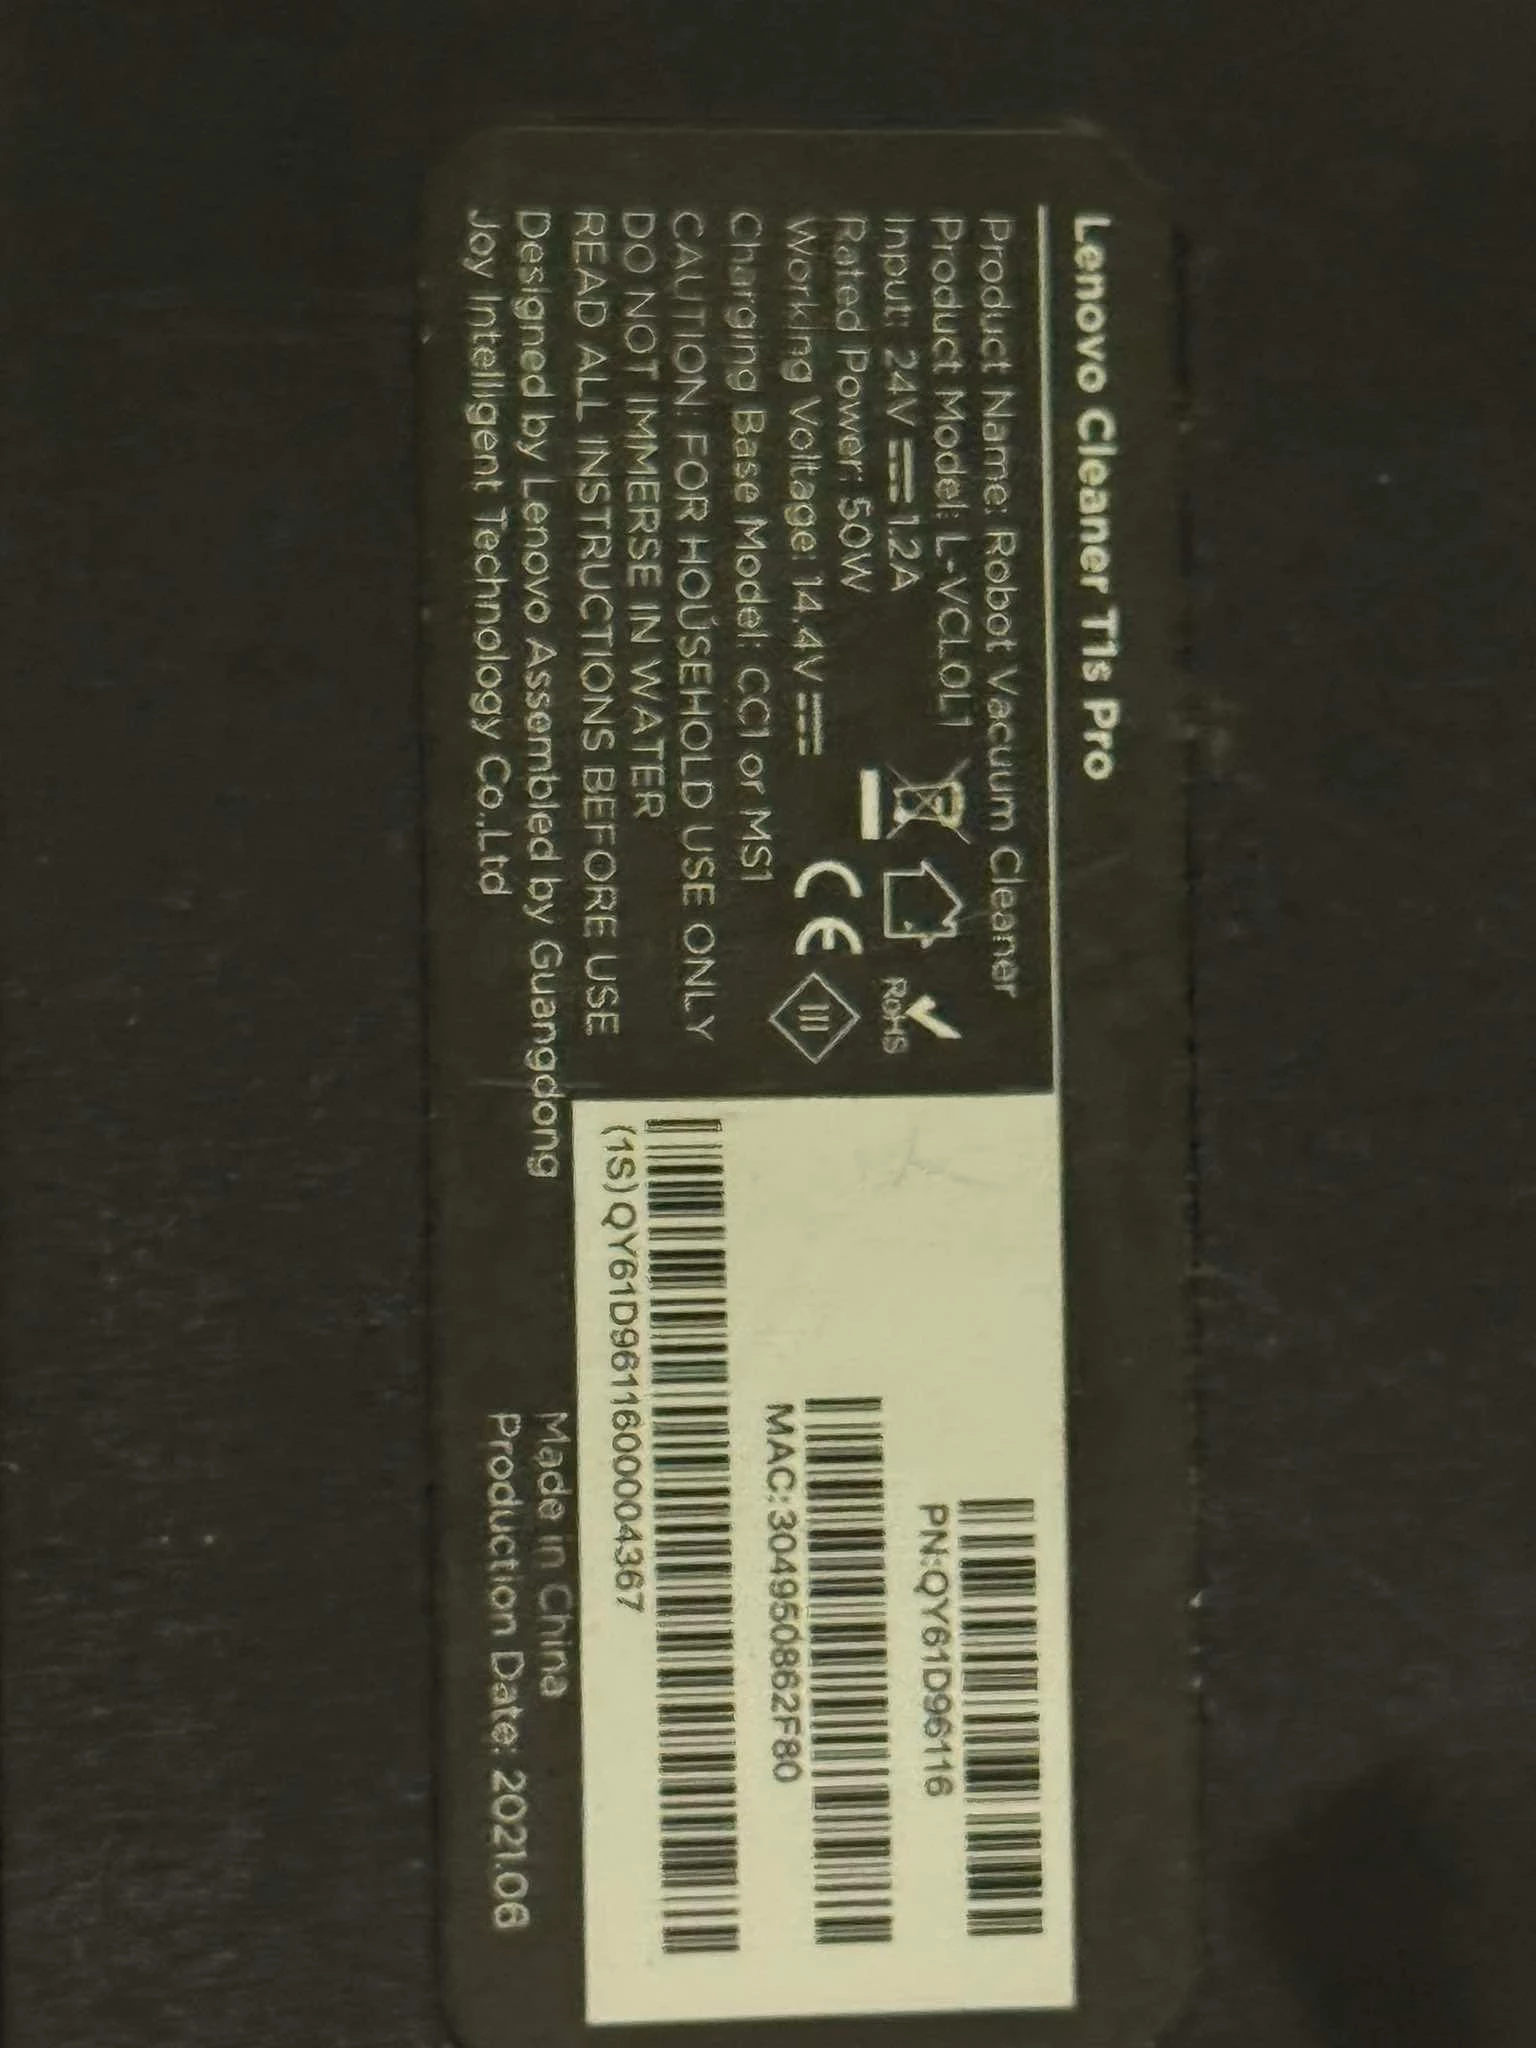 Lenovo Cleaner T1s Pro
Product Name: Robot Vacuum Cleaner
Product Model: L-VCL0L1
Input: 24V ⎓ 1.2A
Rated Power: 50W
Working Voltage: 14.4V ⎓
Charging Base Model: CC1 or MS1
CAUTION: FOR HOUSEHOLD USE ONLY
DO NOT IMMERSE IN WATER
READ ALL INSTRUCTIONS BEFORE USE
Designed by Lenovo Assembled by Guangdong
Joy Intelligent Technology Co.,Ltd
RoHS
CE
III
PN:QY61D96116
MAC:304950862F80
(1S)QY61D961160004367
Made in China
Production Date: 2021.06